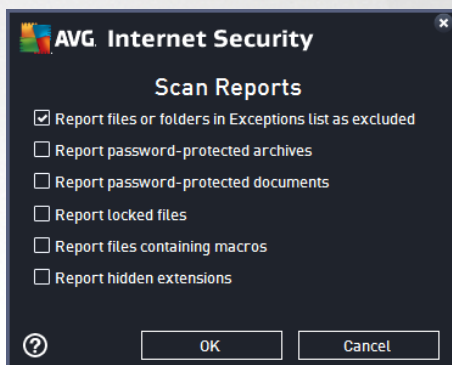 AVG. Internet Security
Scan Reports
Report files or folders in Exceptions list as excluded
Report password-protected archives
Report password-protected documents
Report locked files
Report files containing macros
Report hidden extensions
?
OK
Cancel